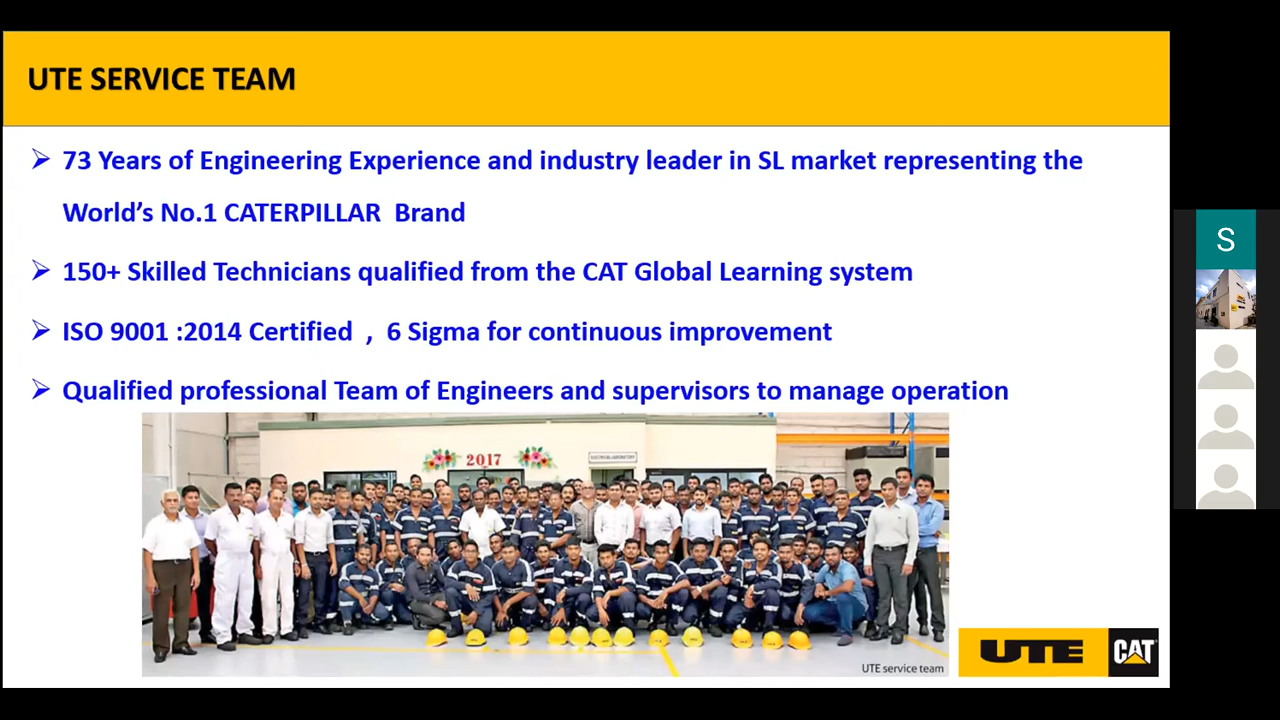 UTE SERVICE TEAM
➢ 73 Years of Engineering Experience and industry leader in SL market representing the
World's No.1 CATERPILLAR Brand
➢ 150+ Skilled Technicians qualified from the CAT Global Learning system
➢ ISO 9001 :2014 Certified , 6 Sigma for continuous improvement
➢ Qualified professional Team of Engineers and supervisors to manage operation
2017
ELECTRICAL LABORATORY
UTE service team
UTE CAT
S